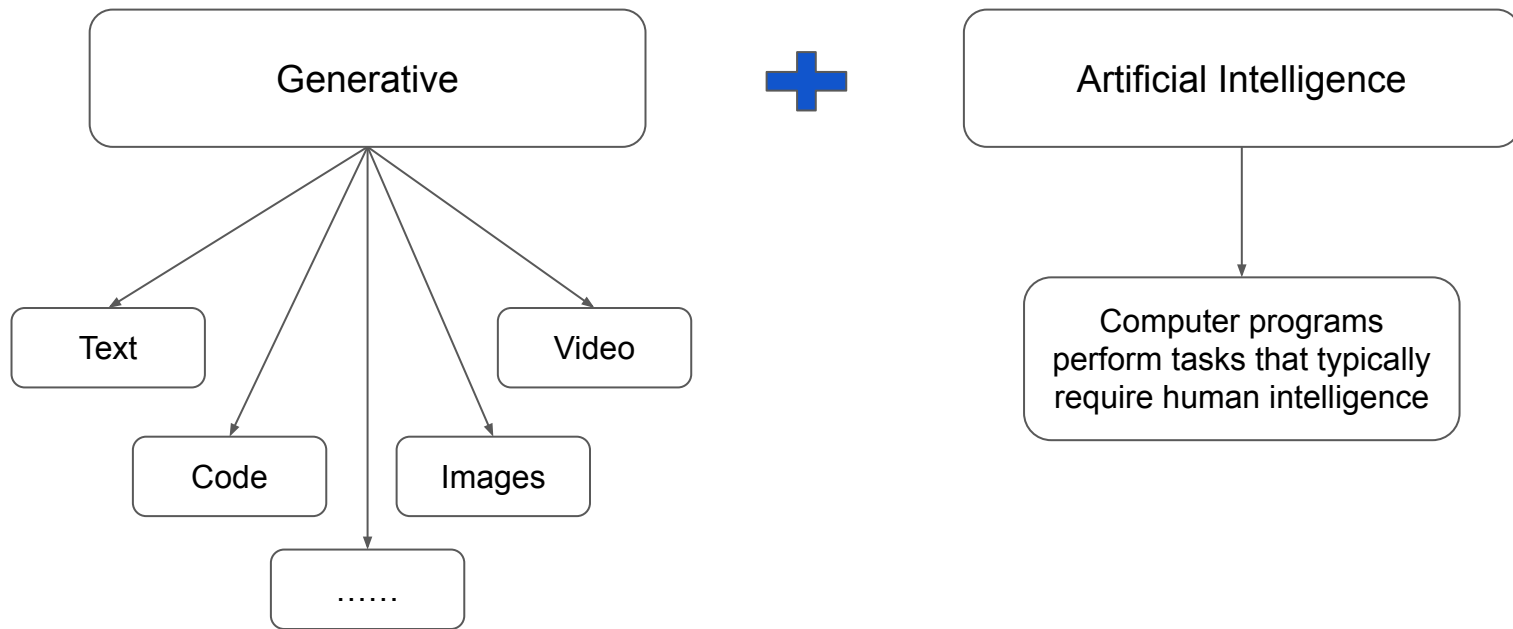 Generative
Artificial Intelligence
Text
Video
Computer programs
perform tasks that typically
require human intelligence
Code
Images
......